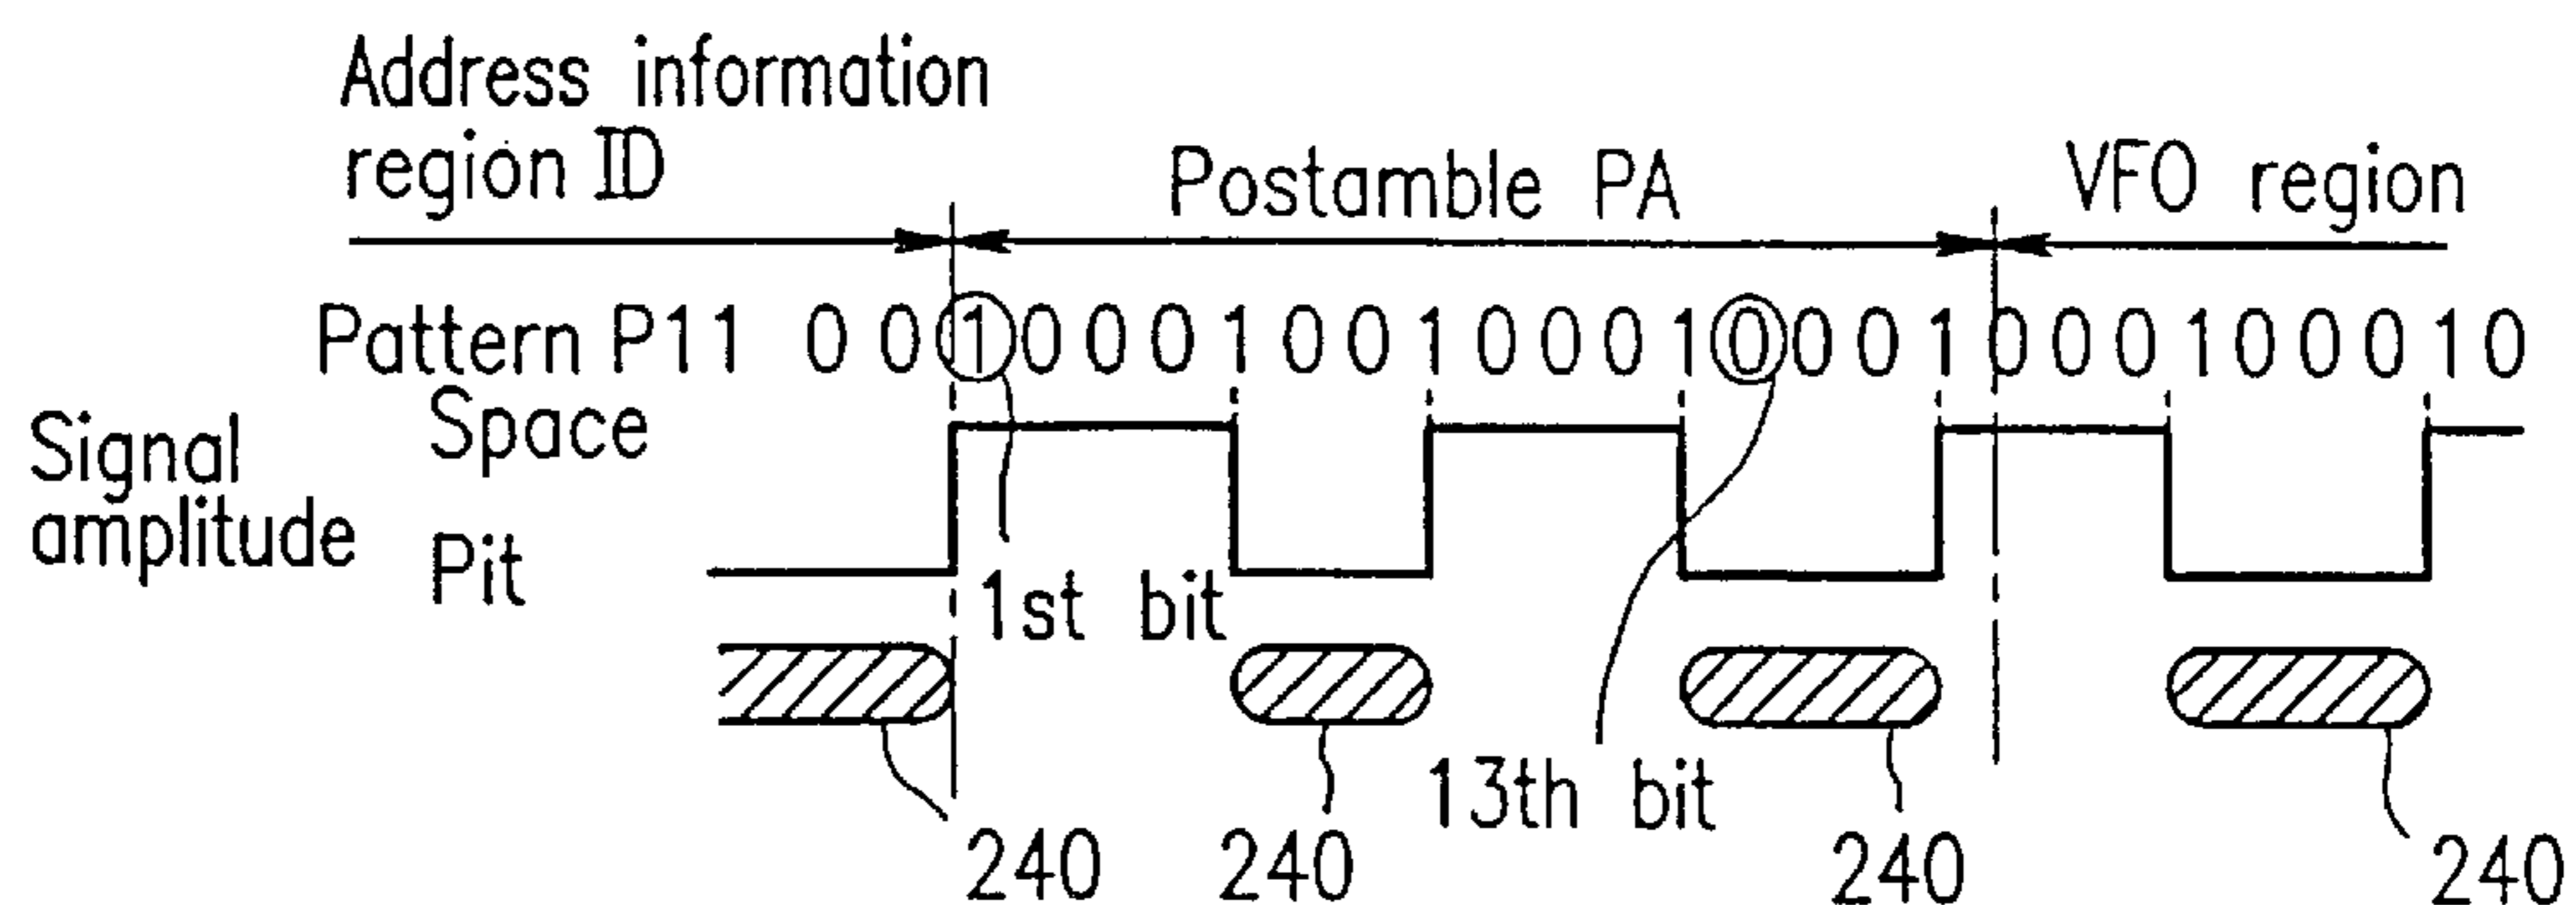 Address information
region ID
Postamble PA
VFO region
Pattern P11 0 0 1 0 0 0 1 0 0 1 0 0 0 1 0 0 0 1 0 0 0 1 0 0 0 1 0
Signal
amplitude
Space
Pit
1st bit
13th bit
240
240
240
240